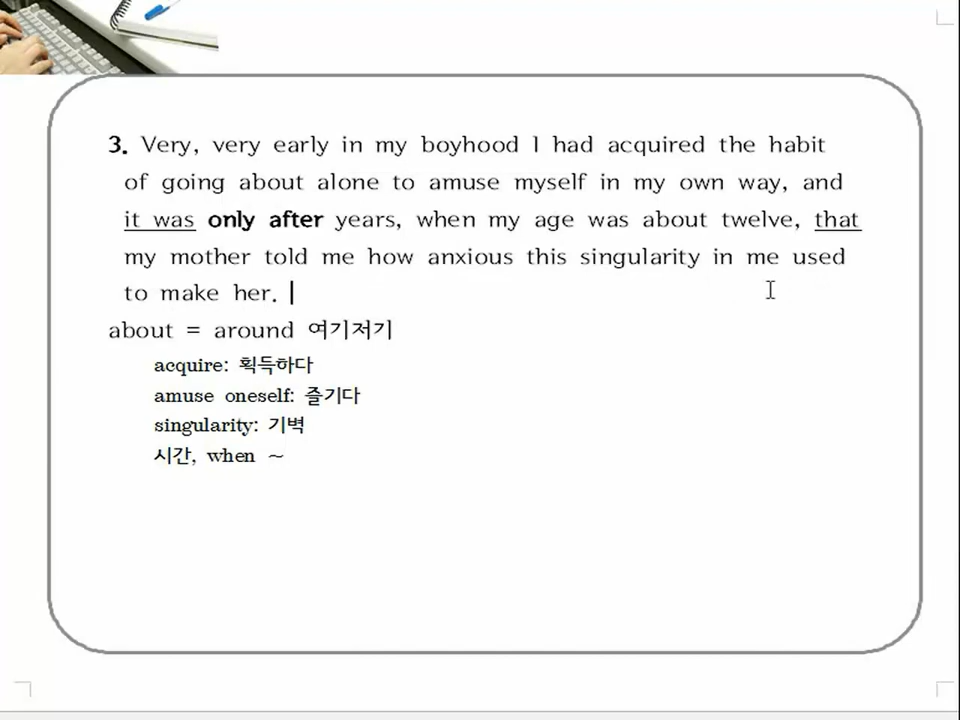 3. Very, very early in my boyhood I had acquired the habit
of going about alone to amuse myself in my own way, and
it was only after years, when my age was about twelve, that
my mother told me how anxious this singularity in me used
to make her.
about = around 여기저기
acquire: 획득하다
amuse oneself: 즐기다
singularity: 기벽
시간, when ~